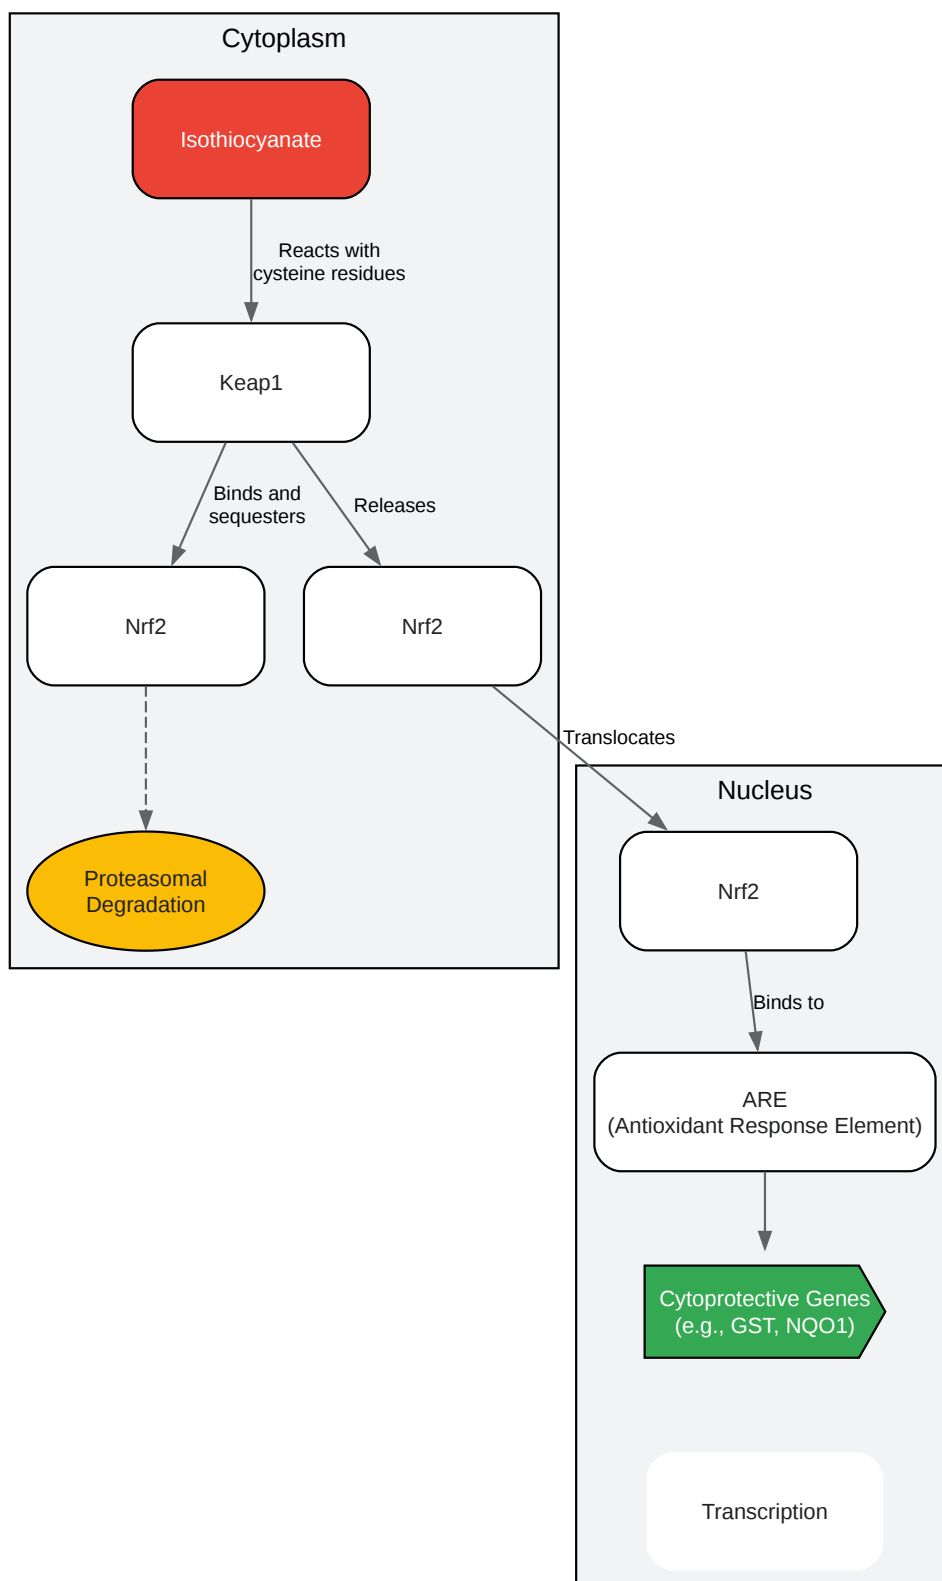 Cytoplasm
Isothiocyanate
Reacts with
cysteine residues
Keap1
Binds and
sequesters
Releases
Nrf2
Nrf2
Translocates
Proteasomal
Degradation
Nucleus
Nrf2
Binds to
ARE
(Antioxidant Response Element)
Cytoprotective Genes
(e.g., GST, NQO1)
Transcription